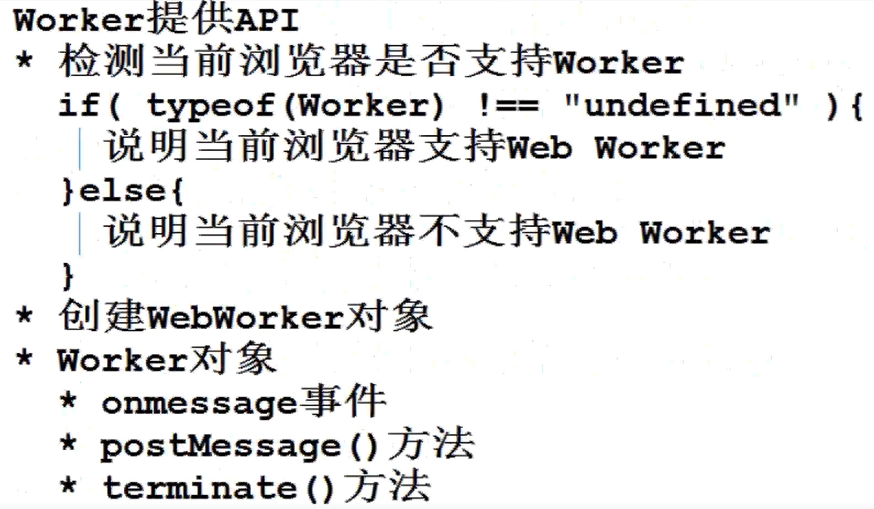 Worker提供API
* 检测当前浏览器是否支持Worker
if( typeof(Worker) !== "undefined" ){
说明当前浏览器支持Web Worker
}else{
说明当前浏览器不支持Web Worker
}
* 创建WebWorker对象
* Worker对象
* onmessage事件
* postMessage()方法
* terminate()方法